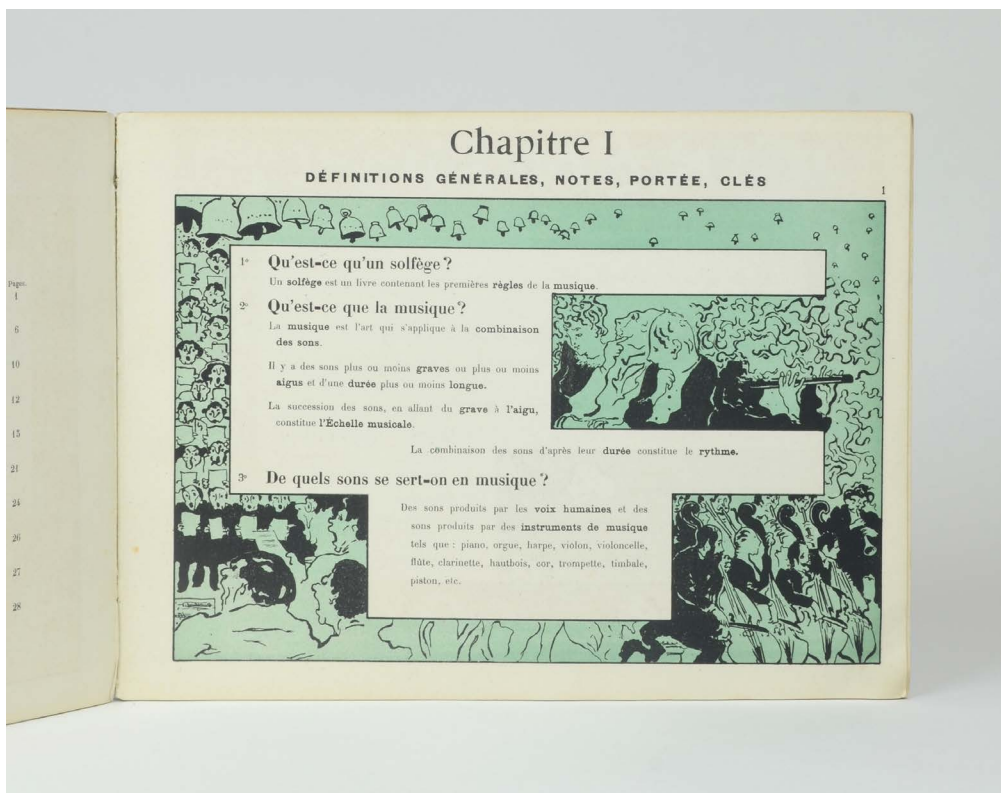 Pages.
1
6
10
12
15
21
24
26
27
28
Chapitre I
DÉFINITIONS GÉNÉRALES, NOTES, PORTÉE, CLÉS
1
1° Qu'est-ce qu'un solfège ?
Un solfège est un livre contenant les premières règles de la musique.
2° Qu'est-ce que la musique ?
La musique est l'art qui s'applique à la combinaison
des sons.
Il y a des sons plus ou moins graves ou plus ou moins
aigus et d'une durée plus ou moins longue.
La succession des sons, en allant du grave à l'aigu,
constitue l'Échelle musicale.
La combinaison des sons d'après leur durée constitue le rythme.
3° De quels sons se sert-on en musique ?
Des sons produits par les voix humaines et des
sons produits par des instruments de musique
tels que : piano, orgue, harpe, violon, violoncelle,
flûte, clarinette, hautbois, cor, trompette, timbale,
piston, etc.